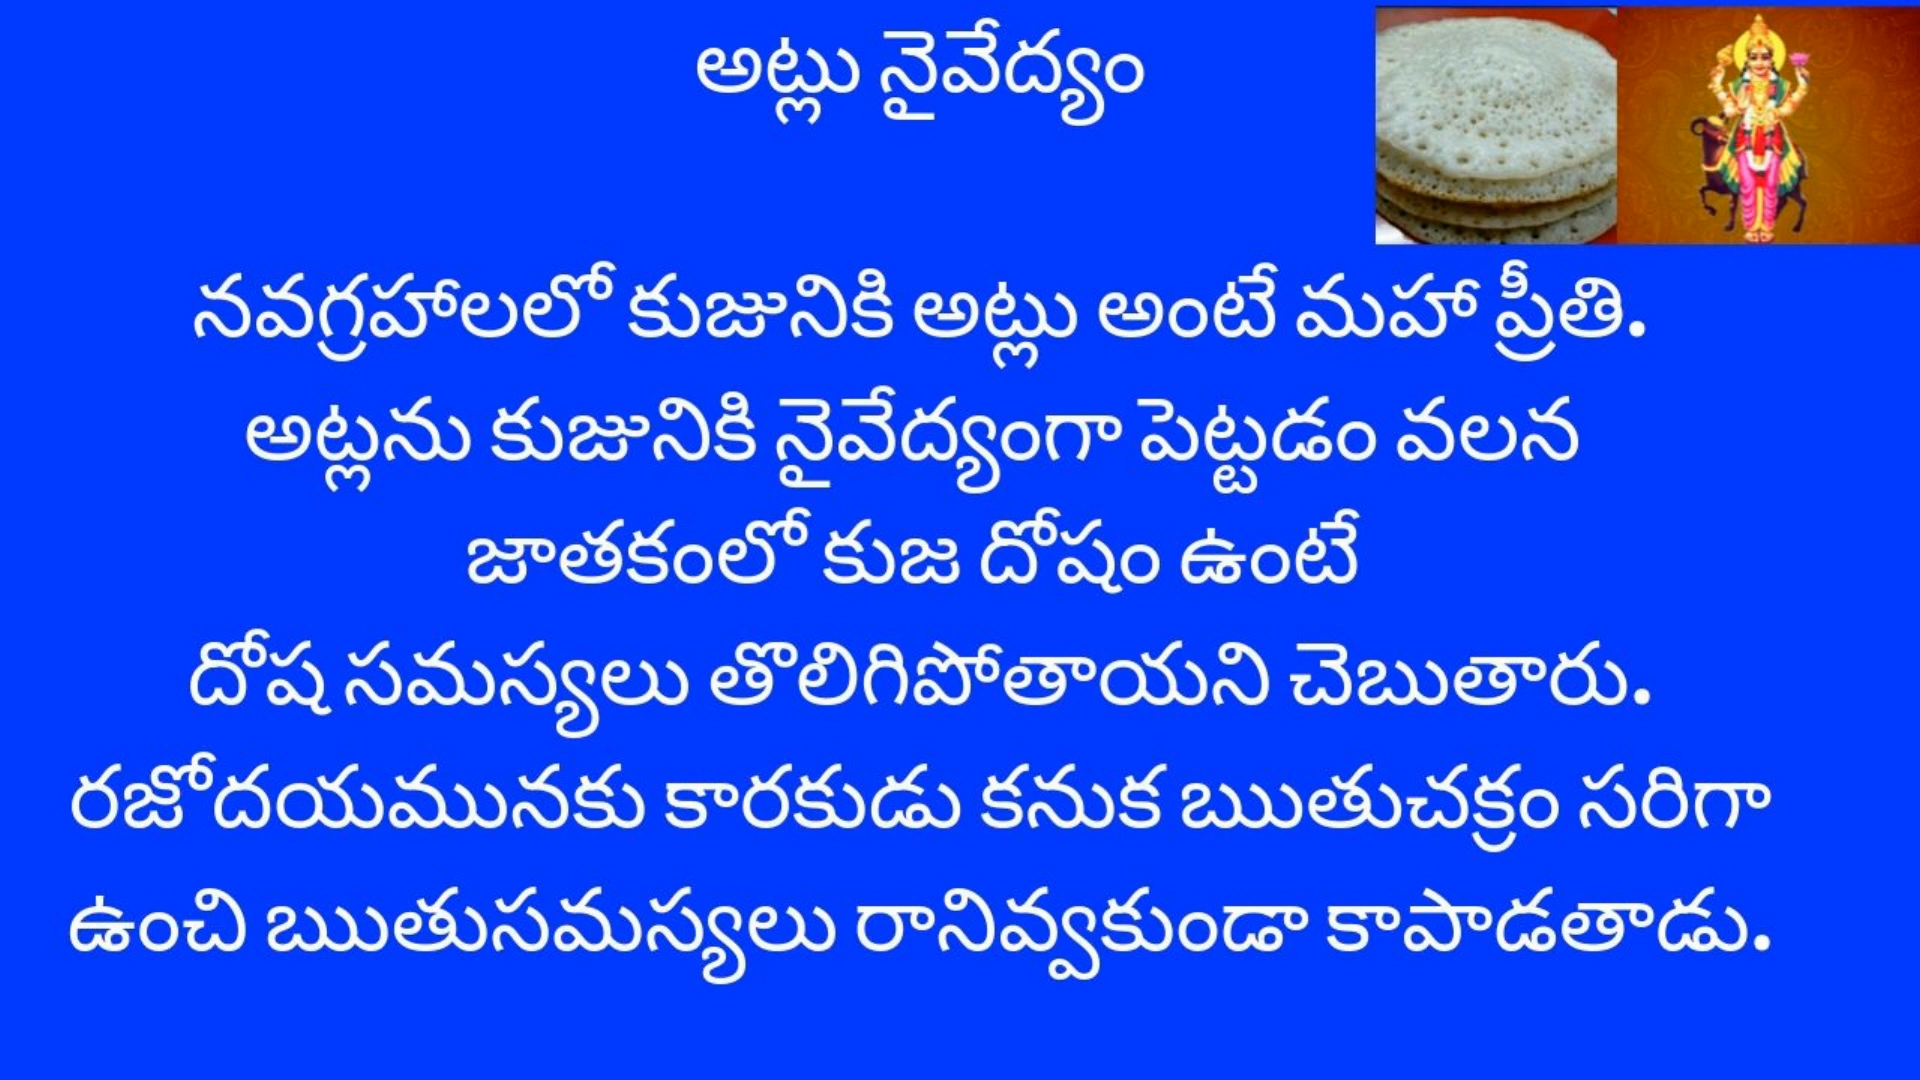 అట్లు నైవేద్యం
నవగ్రహాలలో కుజునికి అట్లు అంటే మహా ప్రీతి.
అట్లను కుజునికి నైవేద్యంగా పెట్టడం వలన
జాతకంలో కుజ దోషం ఉంటే
దోష సమస్యలు తొలిగిపోతాయని చెబుతారు.
రజోదయమునకు కారకుడు కనుక ఋతుచక్రం సరిగా
ఉంచి ఋతుసమస్యలు రానివ్వకుండా కాపాడతాడు.